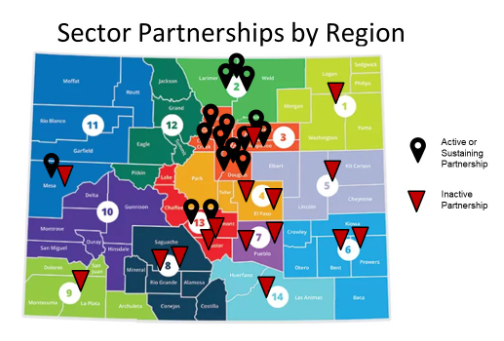 Sector Partnerships by Region
Sedgwick
Jackson
Larimer
Weld
Logan
Phillips
Moffat
2
Routt
Grand
Morgan
1
Rio Blanco
11
12
3
Washington
Yuma
Garfield
Eagle
Douglas
Elbert
Kit Carson
Mesa
Pitkin
Lake
Park
Teller
5
Lincoln
Cheyenne
Delta
Chaffee
4
El Paso
10
Gunnison
13
Montrose
7
Crowley
Kiowa
Saguache
Pueblo
6
San Miguel
Ouray
Hinsdale
8
Otero
Bent
Prowers
Dolores
San
Juan
Mineral
Rio Grande
Alamosa
Huerfano
9
14
Las Animas
Baca
Montezuma
La Plata
Archuleta
Conejos
Costilla
Active or
Sustaining
Partnership
Inactive
Partnership